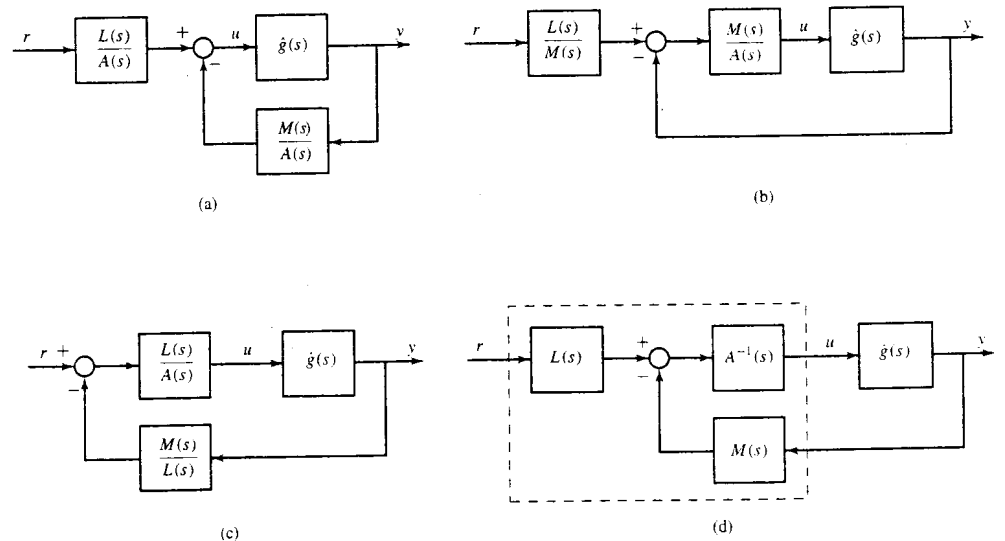 r
L(s)
A(s)
+
−
u
ĝ(s)
y
M(s)
A(s)
(a)
r
L(s)
M(s)
+
−
M(s)
A(s)
u
ĝ(s)
y
(b)
r
+
−
L(s)
A(s)
u
ĝ(s)
y
M(s)
L(s)
(c)
r
L(s)
+
−
A⁻¹(s)
u
ĝ(s)
y
M(s)
(d)